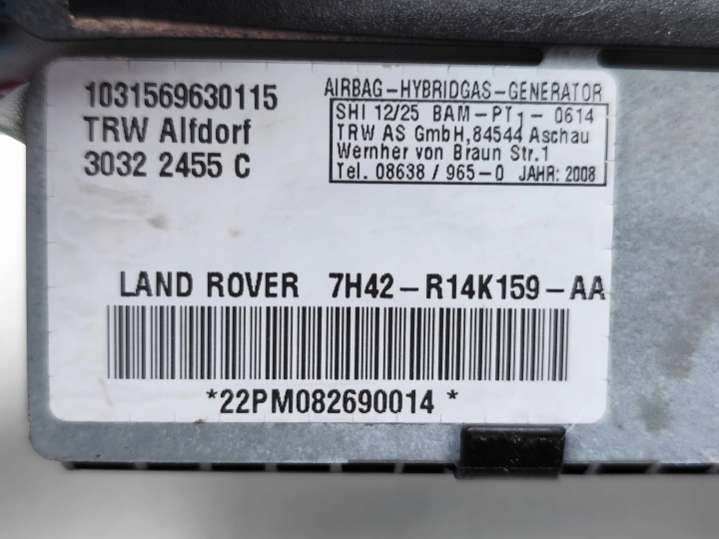 1031569630115
TRW Alfdorf
3032 2455 C
AIRBAG-HYBRIDGAS-GENERATOR
SHI 12/25 BAM-PT1-0614
TRW AS GmbH,84544 Aschau
Wernher von Braun Str.1
Tel. 08638 / 965-0 JAHR: 2008
LAND ROVER 7H42-R14K159-AA
*22PM082690014 *